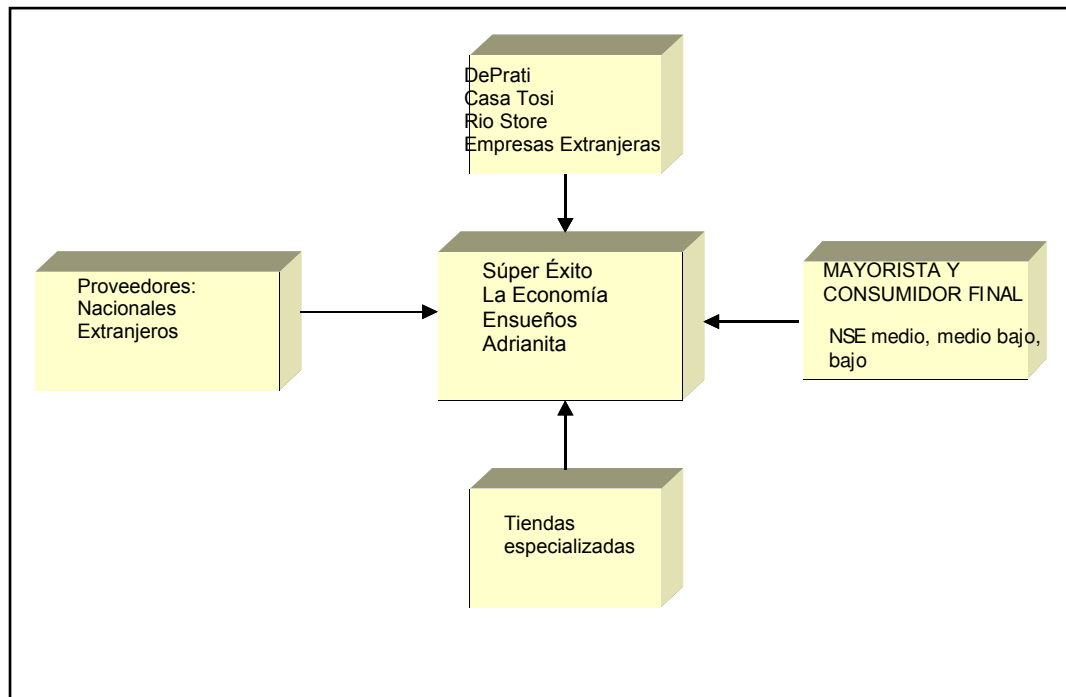 DePrati
Casa Tosi
Rio Store
Empresas Extranjeras
Proveedores:
Nacionales
Extranjeros
Súper Éxito
La Economía
Ensueños
Adrianita
MAYORISTA Y
CONSUMIDOR FINAL
NSE medio, medio bajo,
bajo
Tiendas
especializadas